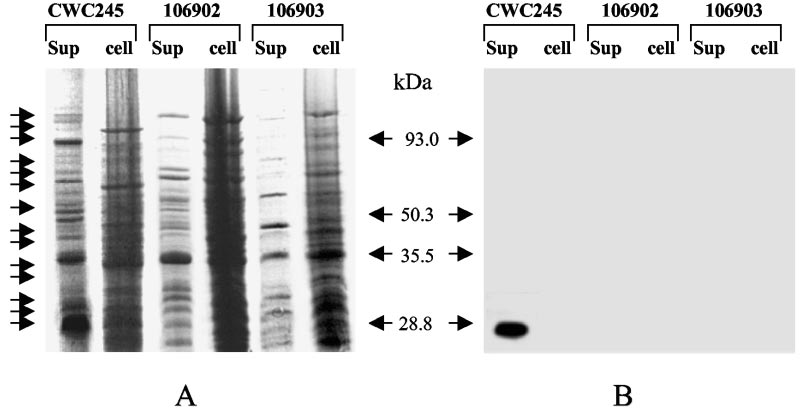 CWC245 106902 106903
Sup cell Sup cell Sup cell
kDa
93.0
50.3
35.5
28.8
A
CWC245 106902 106903
Sup cell Sup cell Sup cell
B